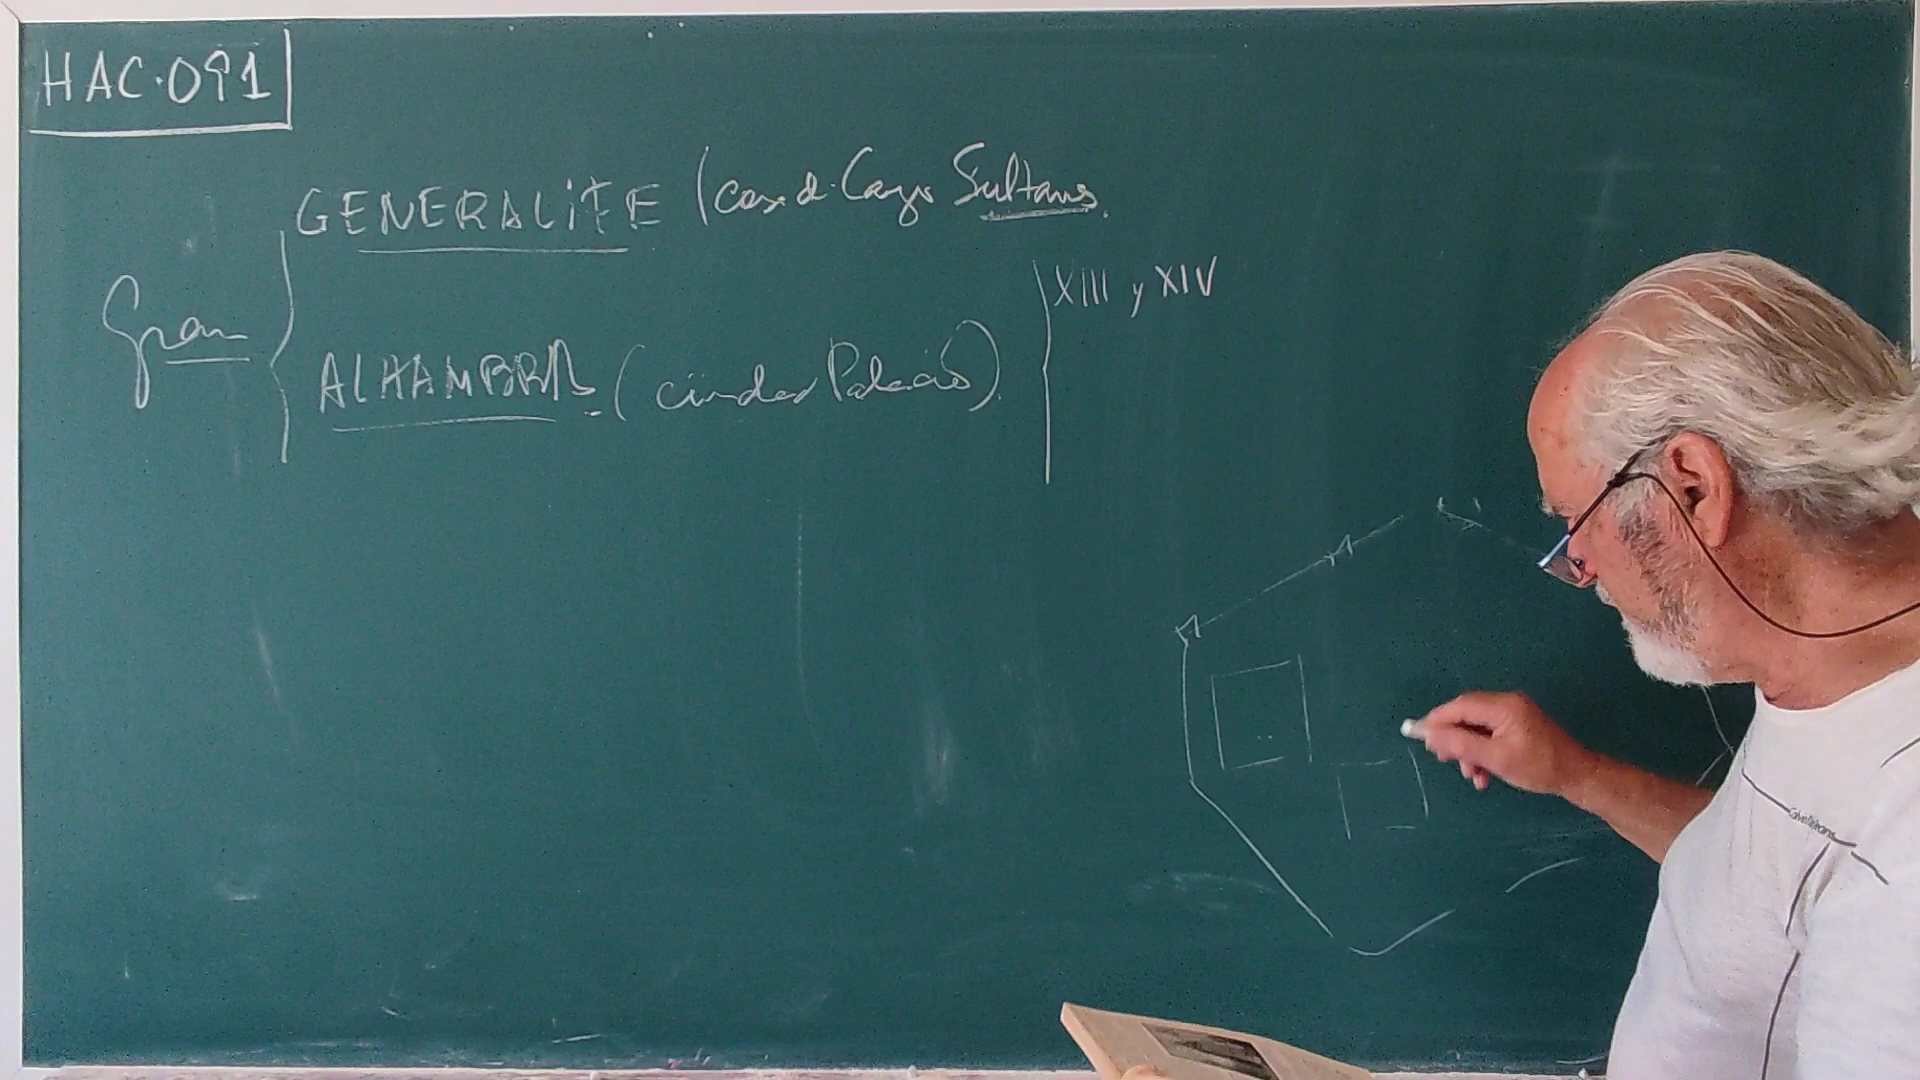 HAC·091
GENERALiFE (casa d. Campo Sultans.
XIII y XIV
Gran
ALHAMBRA (ciudad Palacio)